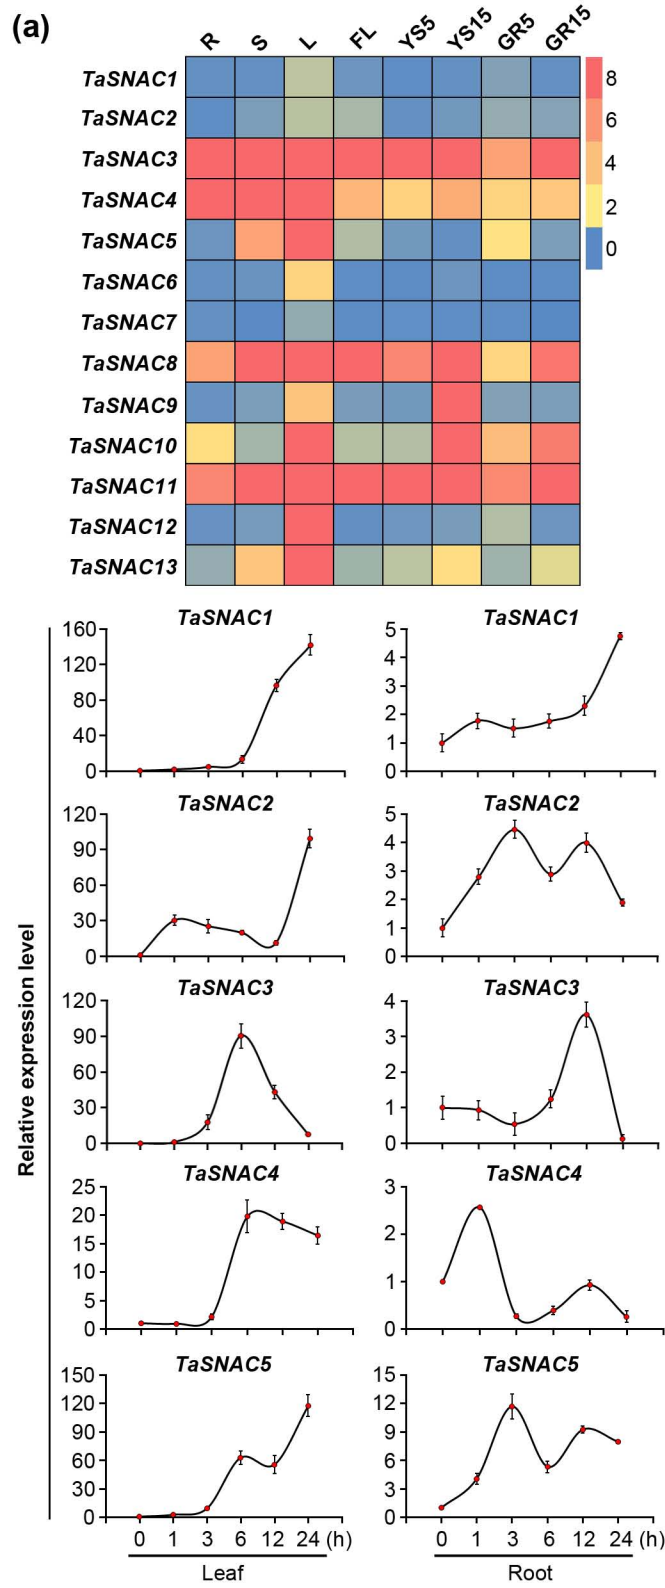 (a)
R S L FL YS5 YS15 GR5 GR15
TaSNAC1
TaSNAC2
TaSNAC3
TaSNAC4
TaSNAC5
TaSNAC6
TaSNAC7
TaSNAC8
TaSNAC9
TaSNAC10
TaSNAC11
TaSNAC12
TaSNAC13
8
6
4
2
0
Relative expression level
TaSNAC1
160
120
80
40
0
TaSNAC1
5
4
3
2
1
0
TaSNAC2
120
90
60
30
0
TaSNAC2
5
4
3
2
1
0
TaSNAC3
120
90
60
30
0
TaSNAC3
4
3
2
1
0
TaSNAC4
25
20
15
10
5
0
TaSNAC4
3
2
1
0
TaSNAC5
150
120
90
60
30
0
0 1 3 6 12 24 (h)
Leaf
TaSNAC5
15
12
9
6
3
0
0 1 3 6 12 24 (h)
Root